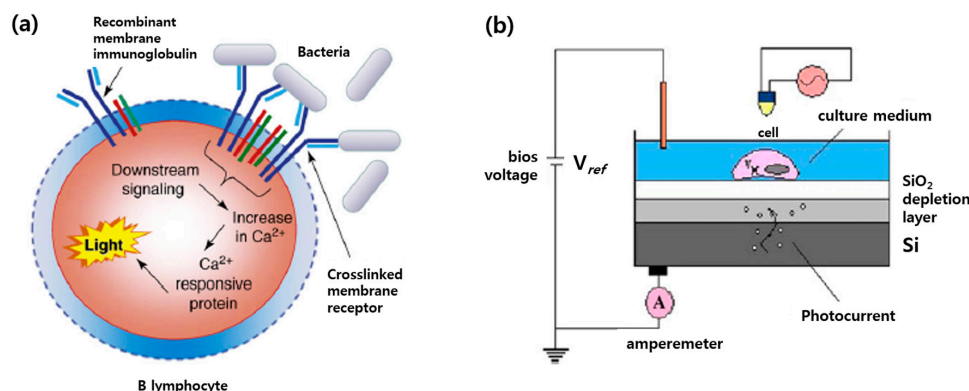 (a)
Recombinant
membrane
immunoglobulin
Bacteria
Downstream
signaling
Increase
in Ca2+
Light
Ca2+
responsive
protein
Crosslinked
membrane
receptor
B lymphocyte
(b)
bios
voltage
Vref
cell
culture medium
SiO2
depletion
layer
Si
A
amperemeter
Photocurrent